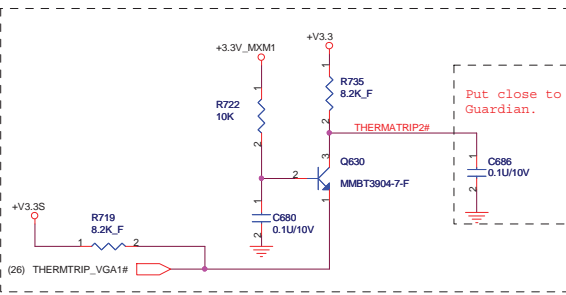 +V3.3
+3.3V_MXM1
1
1
R735
8.2K_F
Put close to
Guardian.
R722
10K
2
THERMATRIP2#
2
3
Q630
1
C686
0.1U/10V
2
MMBT3904-7-F
2
1
1
C680
0.1U/10V
2
+V3.3S
R719
8.2K_F
1
2
(26) THERMTRIP_VGA1#